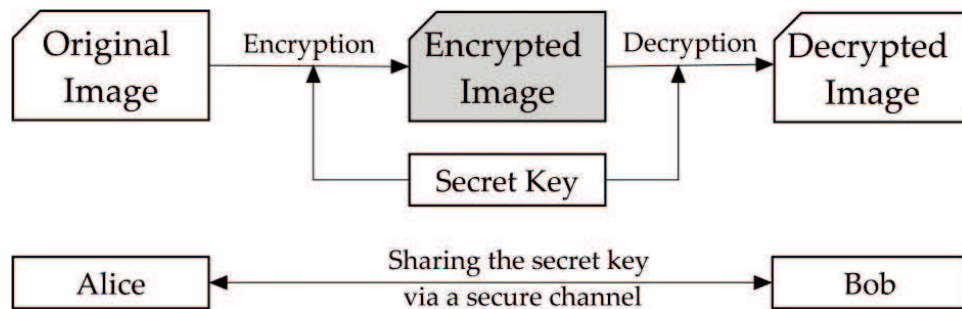 Original
Image
Encryption
Encrypted
Image
Decryption
Decrypted
Image
Secret Key
Alice
Sharing the secret key
via a secure channel
Bob